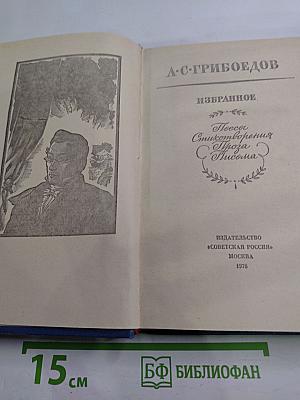 А·С·ГРИБОЕДОВ
ИЗБРАННОЕ
Пьесы
Стихотворения
Проза
Письма
ИЗДАТЕЛЬСТВО
«СОВЕТСКАЯ РОССИЯ»
МОСКВА
1978
15 см
БФ БИБЛИОФАН